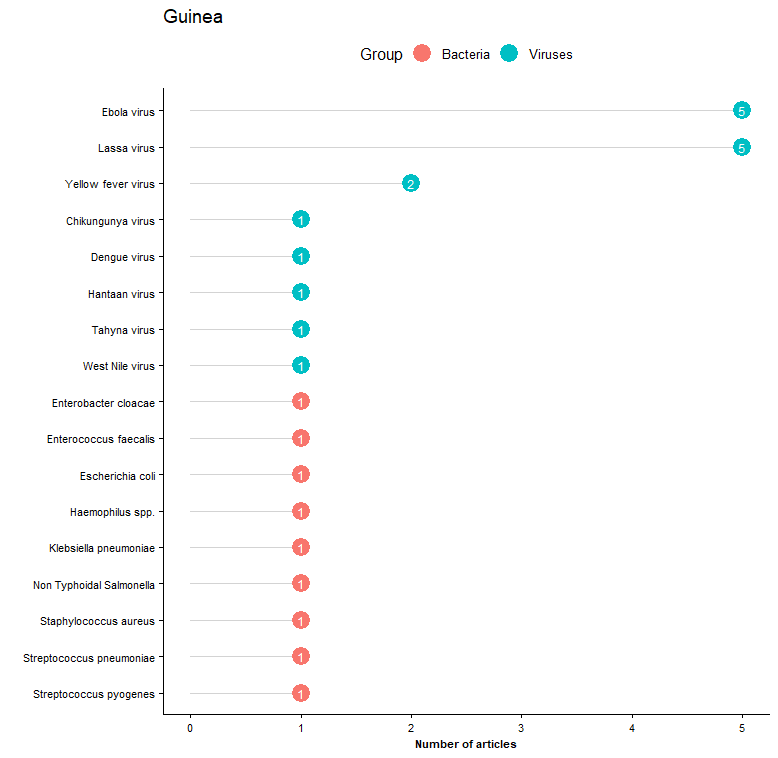 Guinea
Group Bacteria Viruses
Ebola virus 5
Lassa virus 5
Yellow fever virus 2
Chikungunya virus 1
Dengue virus 1
Hantaan virus 1
Tahyna virus 1
West Nile virus 1
Enterobacter cloacae 1
Enterococcus faecalis 1
Escherichia coli 1
Haemophilus spp. 1
Klebsiella pneumoniae 1
Non Typhoidal Salmonella 1
Staphylococcus aureus 1
Streptococcus pneumoniae 1
Streptococcus pyogenes 1
0 1 2 3 4 5
Number of articles